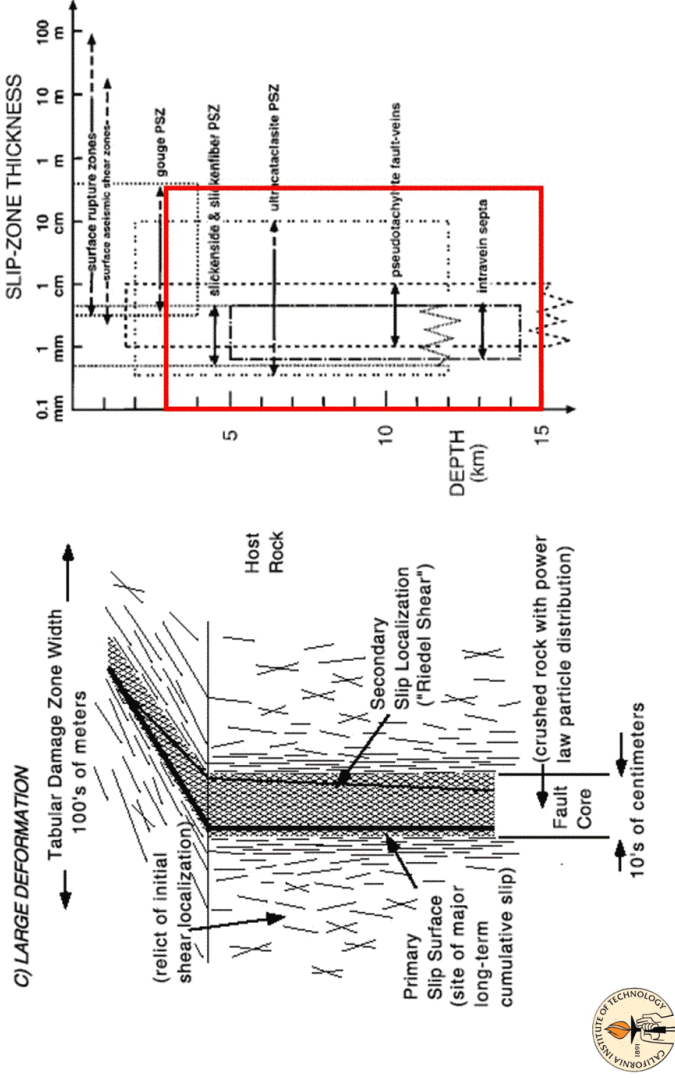 C) LARGE DEFORMATION
Tabular Damage Zone Width
100's of meters
(relict of initial
shear localization)
Host
Rock
Primary
Slip Surface
(site of major
long-term
cumulative slip)
Secondary
Slip Localization
("Riedel Shear")
Fault
Core
(crushed rock with power
law particle distribution)
10's of centimeters
SLIP-ZONE THICKNESS
0.1
mm
1
mm
1
cm
10
cm
1
m
10
m
100
m
surface rupture zones
surface aseismic shear zones
gouge PSZ
slickenside & slickenfiber PSZ
ultracataclasite PSZ
pseudotachylyte fault-veins
intravein septa
5
10
15
DEPTH
(km)
CALIFORNIA INSTITUTE OF TECHNOLOGY
1891